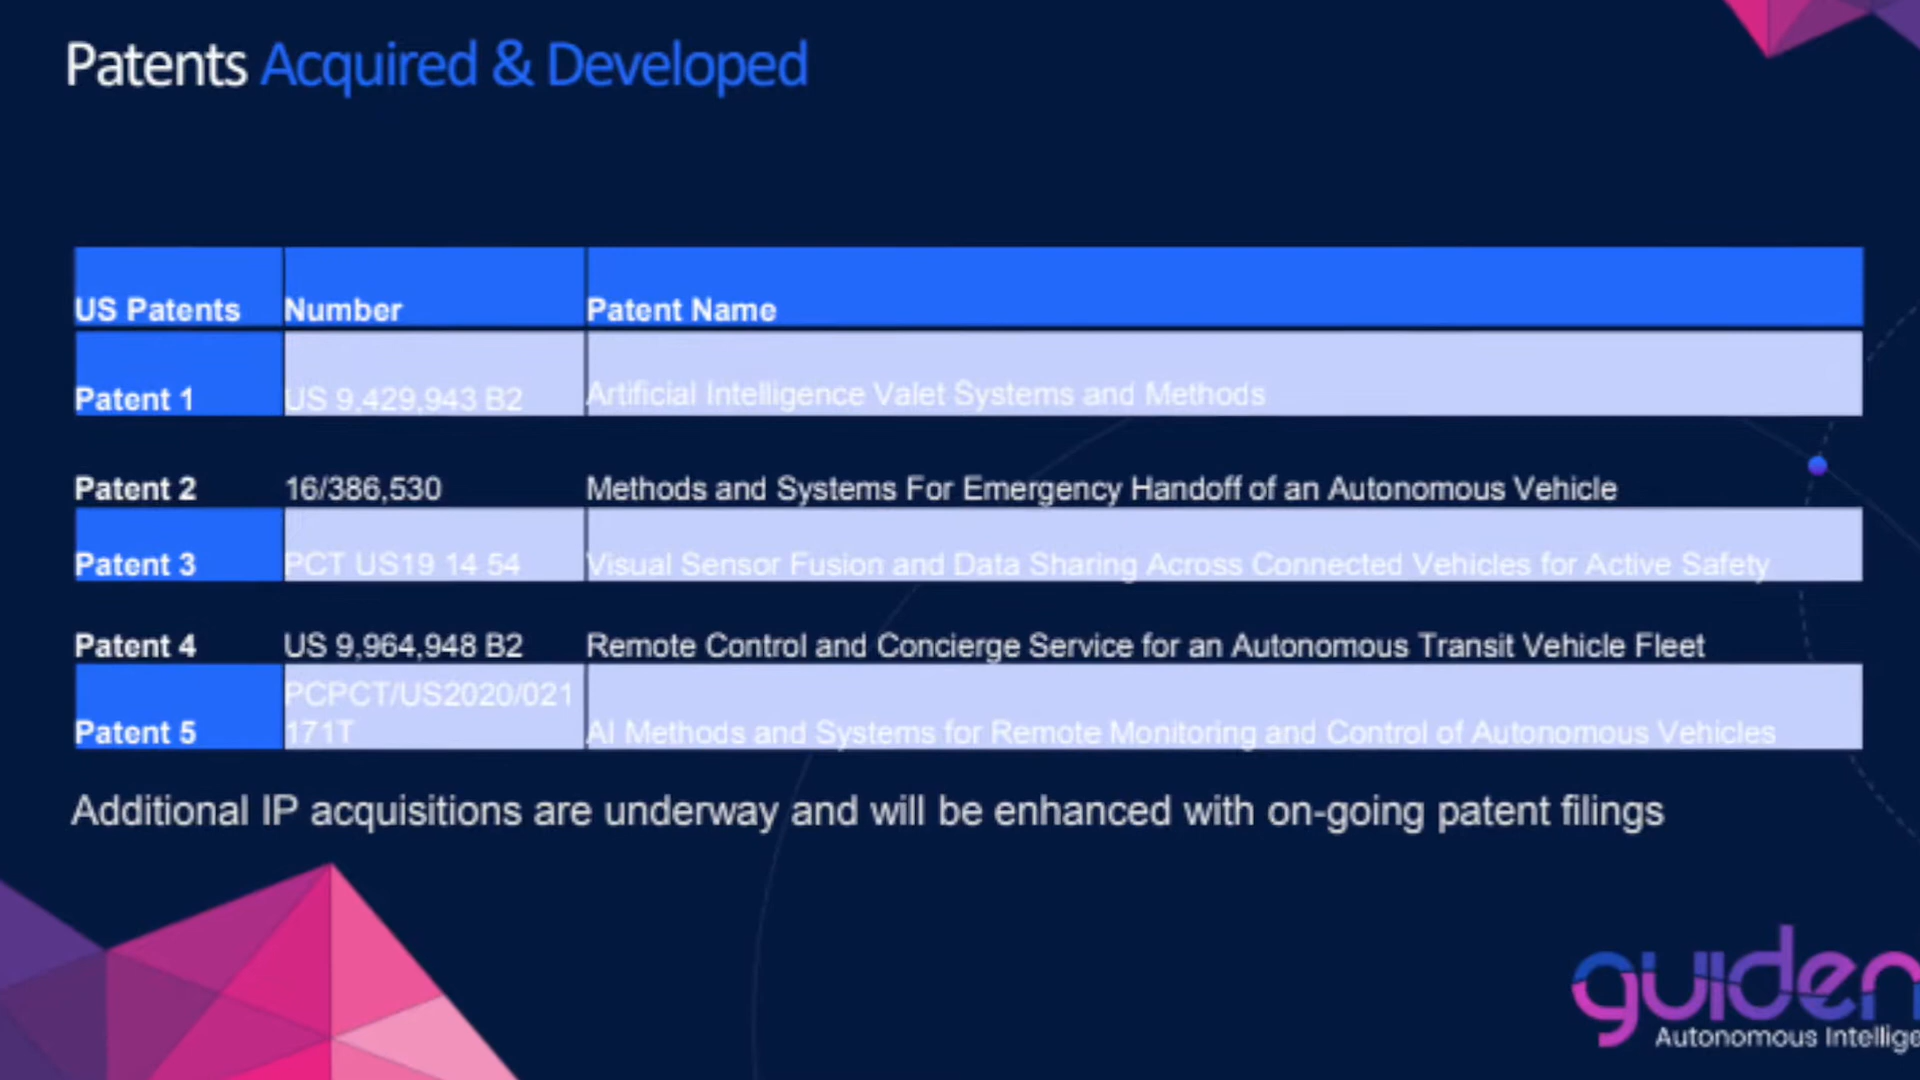 Patents Acquired & Developed
US Patents Number Patent Name
Patent 1 US 9,429,943 B2 Artificial Intelligence Valet Systems and Methods
Patent 2 16/386,530 Methods and Systems For Emergency Handoff of an Autonomous Vehicle
Patent 3 PCT US19 14 54 Visual Sensor Fusion and Data Sharing Across Connected Vehicles for Active Safety
Patent 4 US 9,964,948 B2 Remote Control and Concierge Service for an Autonomous Transit Vehicle Fleet
PCPCT/US2020/021
Patent 5 171T AI Methods and Systems for Remote Monitoring and Control of Autonomous Vehicles
Additional IP acquisitions are underway and will be enhanced with on-going patent filings
guiden
Autonomous Intellige